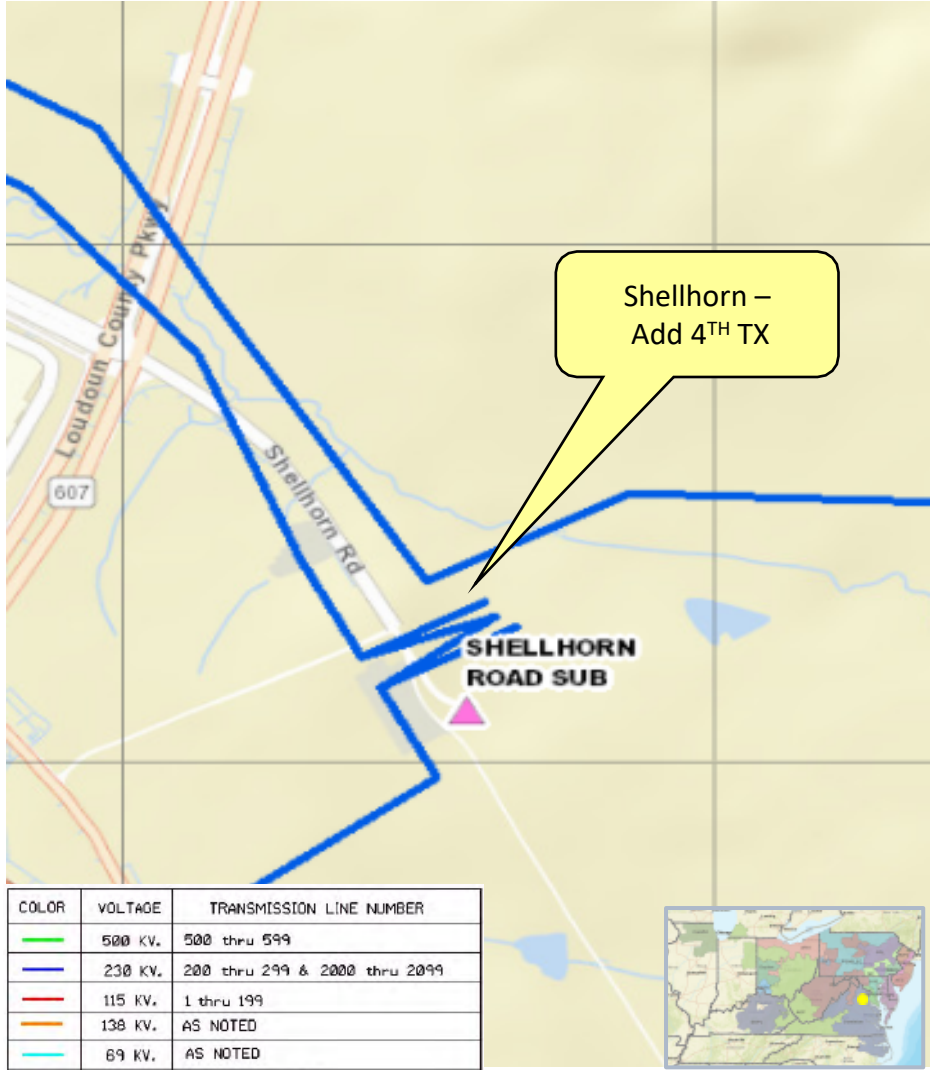 Loudoun County Pkwy
607
Shellhorn Rd
Shellhorn –
Add 4TH TX
SHELLHORN
ROAD SUB
COLOR VOLTAGE TRANSMISSION LINE NUMBER
500 KV. 500 thru 599
230 KV. 200 thru 299 & 2000 thru 2099
115 KV. 1 thru 199
138 KV. AS NOTED
69 KV. AS NOTED